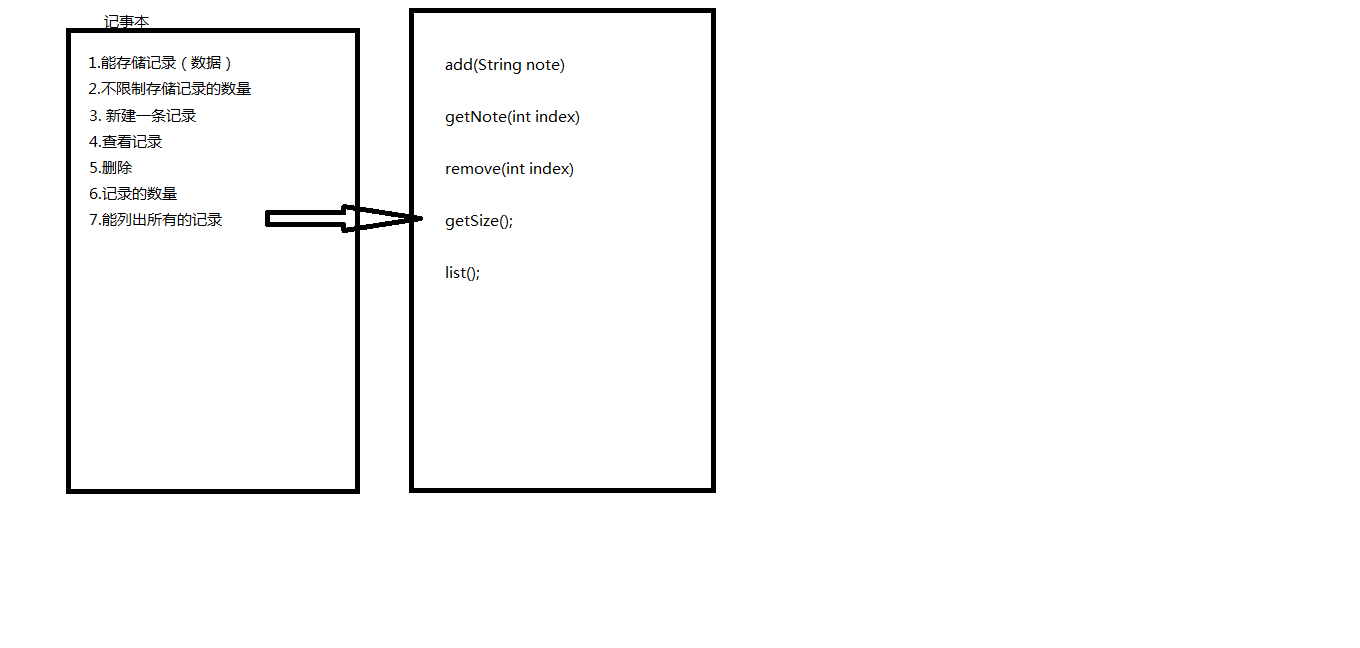 记事本
1.能存储记录（数据）
2.不限制存储记录的数量
3. 新建一条记录
4.查看记录
5.删除
6.记录的数量
7.能列出所有的记录
add(String note)
getNote(int index)
remove(int index)
getSize();
list();